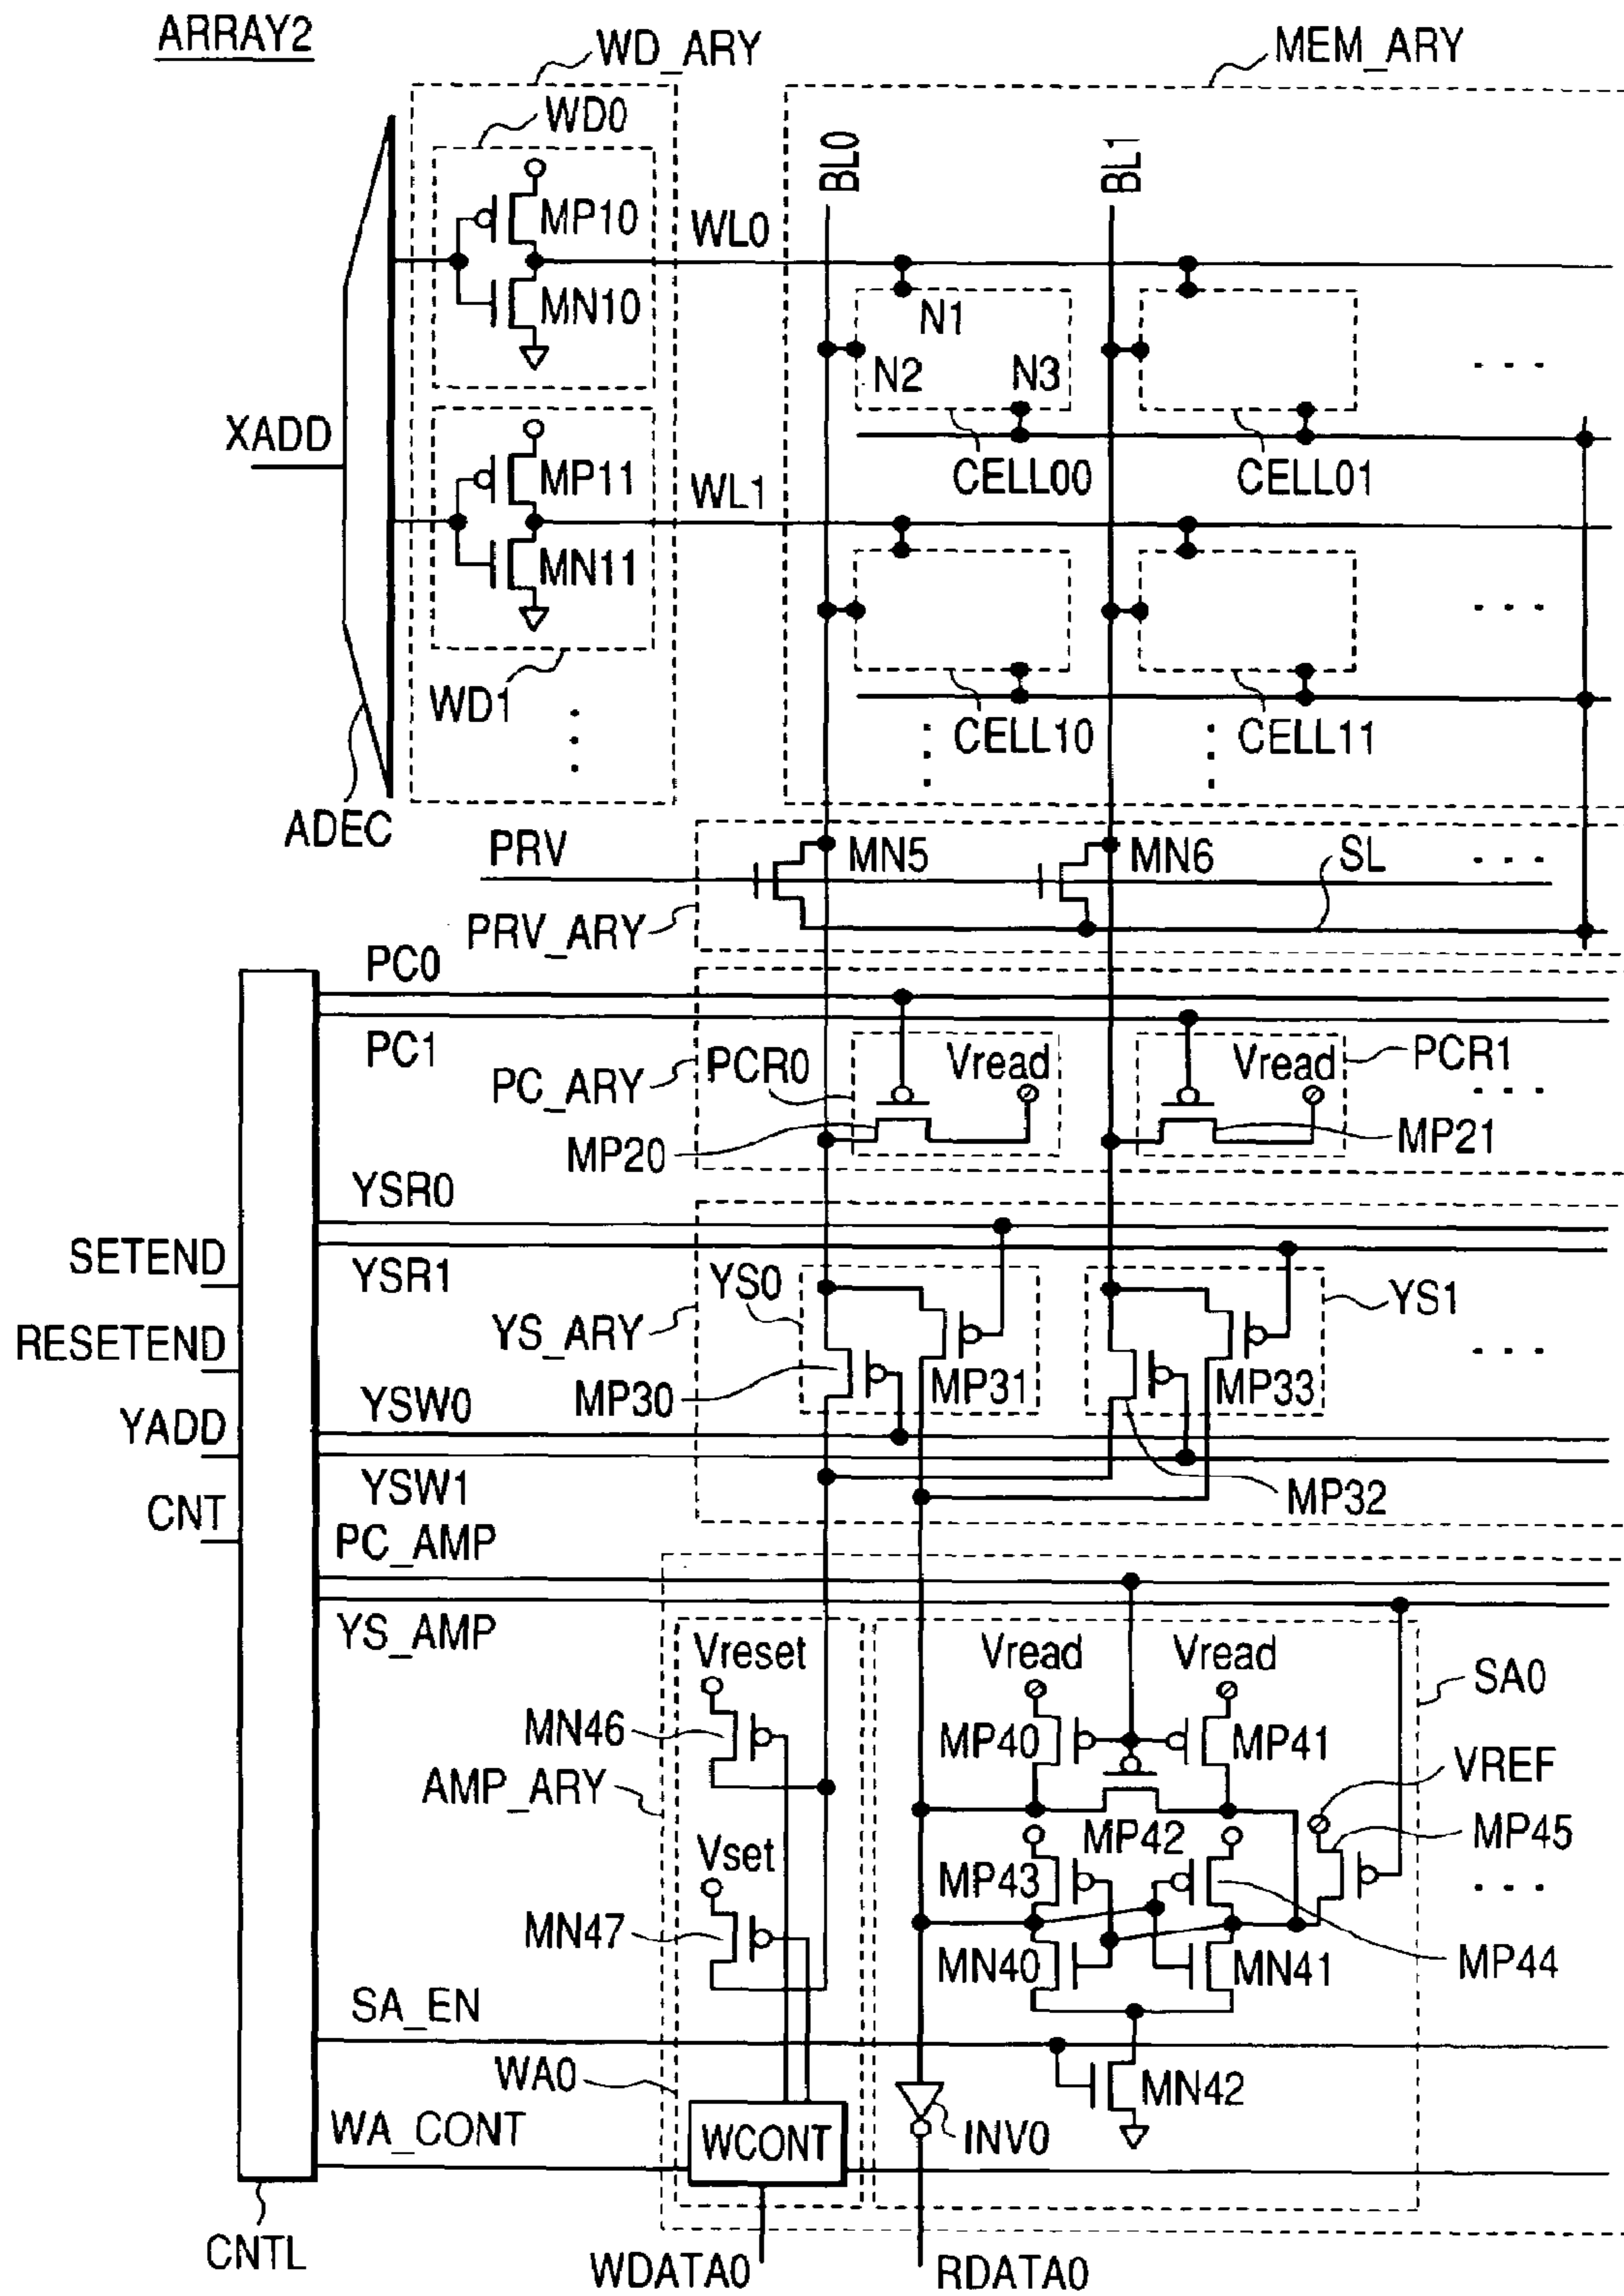 ARRAY2
WD_ARY
MEM_ARY
WD0
BL0
BL1
MP10
WL0
MN10
N1
N2
N3
XADD
MP11
WL1
CELL00
CELL01
MN11
WD1
CELL10
CELL11
ADEC
PRV
MN5
MN6
SL
PRV_ARY
PC0
PC1
PCR0
Vread
Vread
PCR1
PC_ARY
MP20
MP21
YSR0
SETEND
YSR1
YS0
YS1
RESETEND
YS_ARY
MP30
MP31
MP33
YADD
YSW0
CNT
YSW1
MP32
PC_AMP
YS_AMP
Vreset
Vread
Vread
SA0
MN46
MP40
MP41
AMP_ARY
VREF
Vset
MP42
MP45
MP43
MN47
MN40
MN41
MP44
SA_EN
WA0
MN42
WA_CONT
WCONT
INV0
CNTL
WDATA0
RDATA0